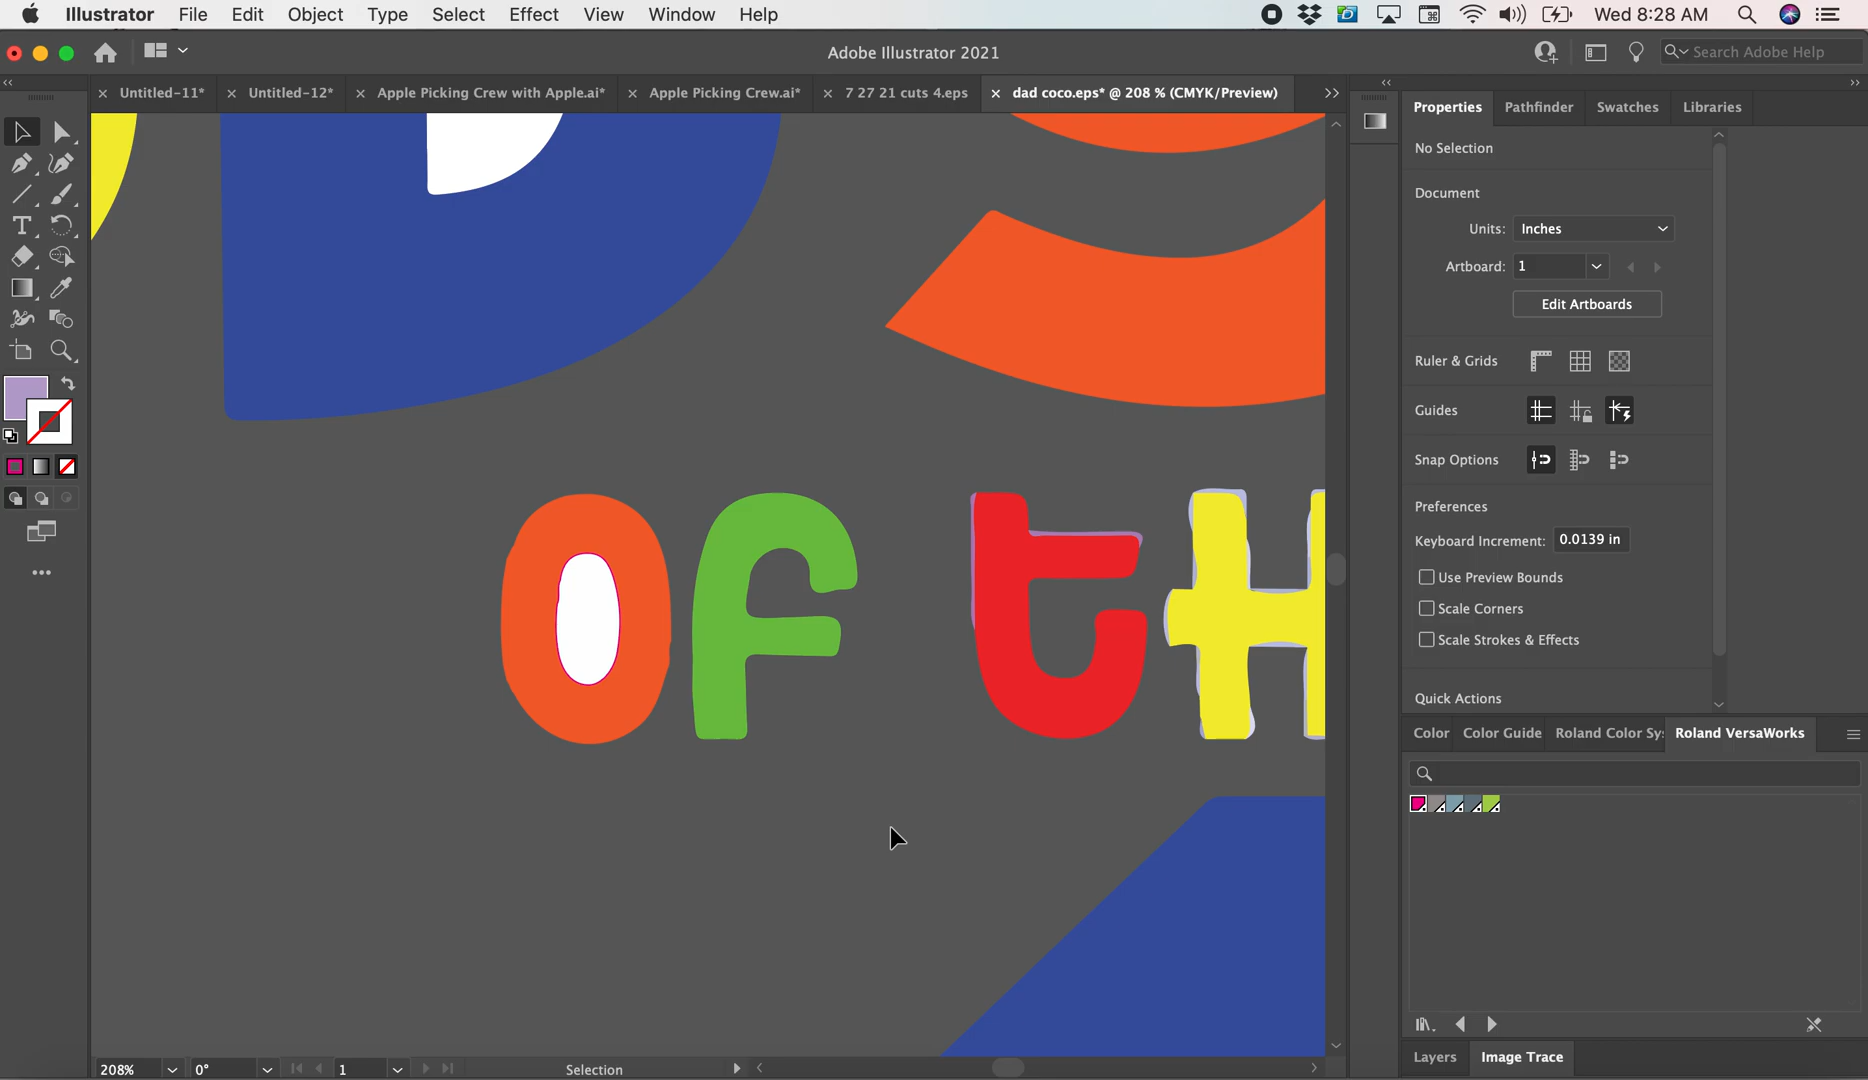 Illustrator File Edit Object Type Select Effect View Window Help
Wed 8:28 AM
Adobe Illustrator 2021
Search Adobe Help
Untitled-11* Untitled-12* Apple Picking Crew with Apple.ai* Apple Picking Crew.ai* 7 27 21 cuts 4.eps dad coco.eps* @ 208 % (CMYK/Preview)
Properties Pathfinder Swatches Libraries
No Selection
Document
Units: Inches
Artboard: 1
Edit Artboards
Ruler & Grids
Guides
Snap Options
Preferences
Keyboard Increment: 0.0139 in
Use Preview Bounds
Scale Corners
Scale Strokes & Effects
Quick Actions
Of tH
Color Color Guide Roland Color Sy: Roland VersaWorks
Layers Image Trace
208% 0° 1 Selection